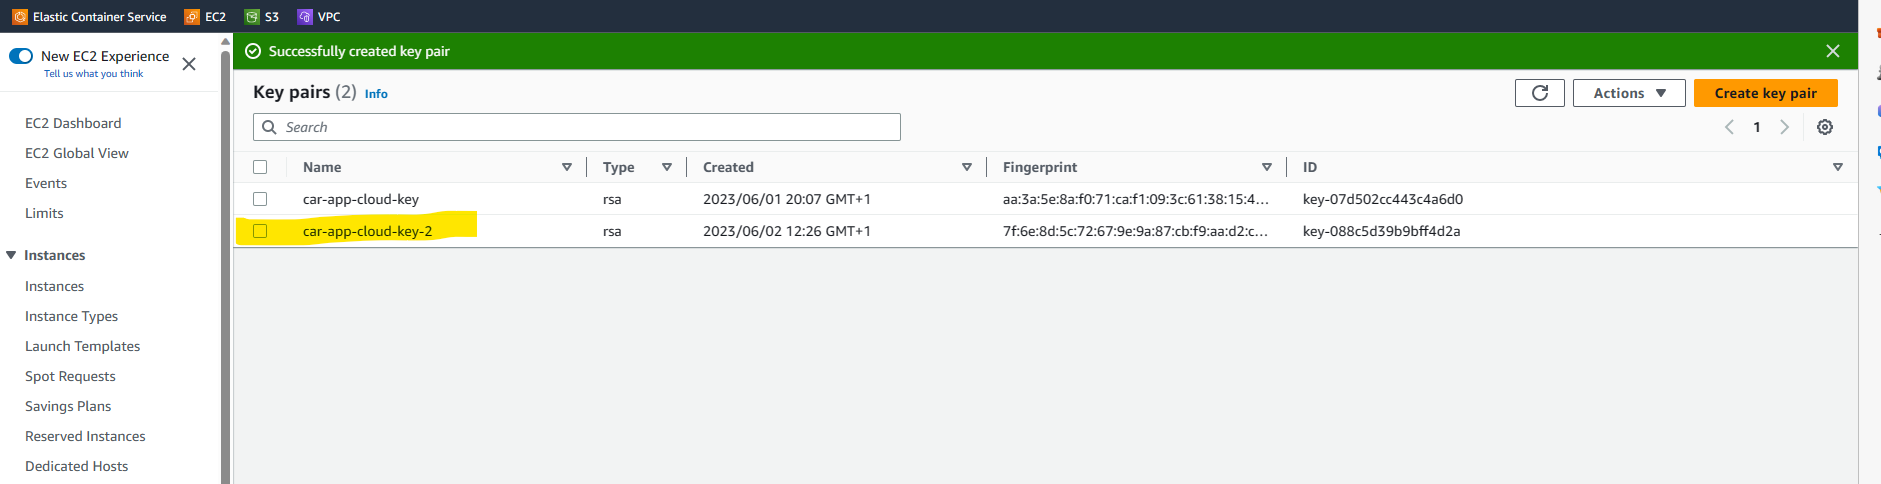 Elastic Container Service EC2 S3 VPC
New EC2 Experience
Tell us what you think
EC2 Dashboard
EC2 Global View
Events
Limits
Instances
Instances
Instance Types
Launch Templates
Spot Requests
Savings Plans
Reserved Instances
Dedicated Hosts
Successfully created key pair
Key pairs (2) Info
Actions
Create key pair
Search
1
Name Type Created Fingerprint ID
car-app-cloud-key rsa 2023/06/01 20:07 GMT+1 aa:3a:5e:8a:f0:71:ca:f1:09:3c:61:38:15:4... key-07d502cc443c4a6d0
car-app-cloud-key-2 rsa 2023/06/02 12:26 GMT+1 7f:6e:8d:5c:72:67:9e:9a:87:cb:f9:aa:d2:c... key-088c5d39b9bff4d2a